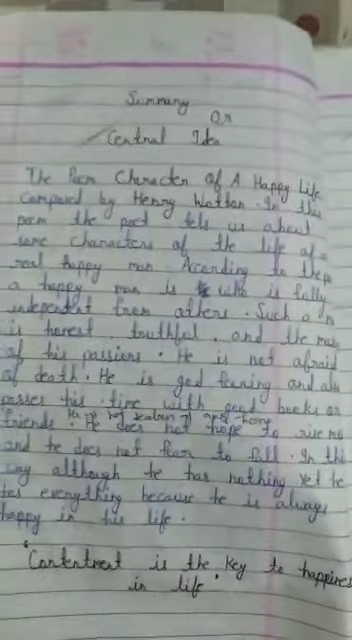 Summary
Or
Central Idea
The Poem Character of A Happy Life
Composed by Henry Wotton. In this
poem the poet tells us about
some characters of the life of a
real happy man. According to the
a happy man is who is fully
independent from others. Such a m
is honest truthful. and the mas
of his passions. He is not afraid
of death. He is god fearing and als
passes his time with good books or
he is not jealous of any one
friends. He does not hope to rise
and he does not fear to fall. In this
way although he has nothing yet he
has everything because he is always
happy in his life.
"Contentment is the key to happines
in life"